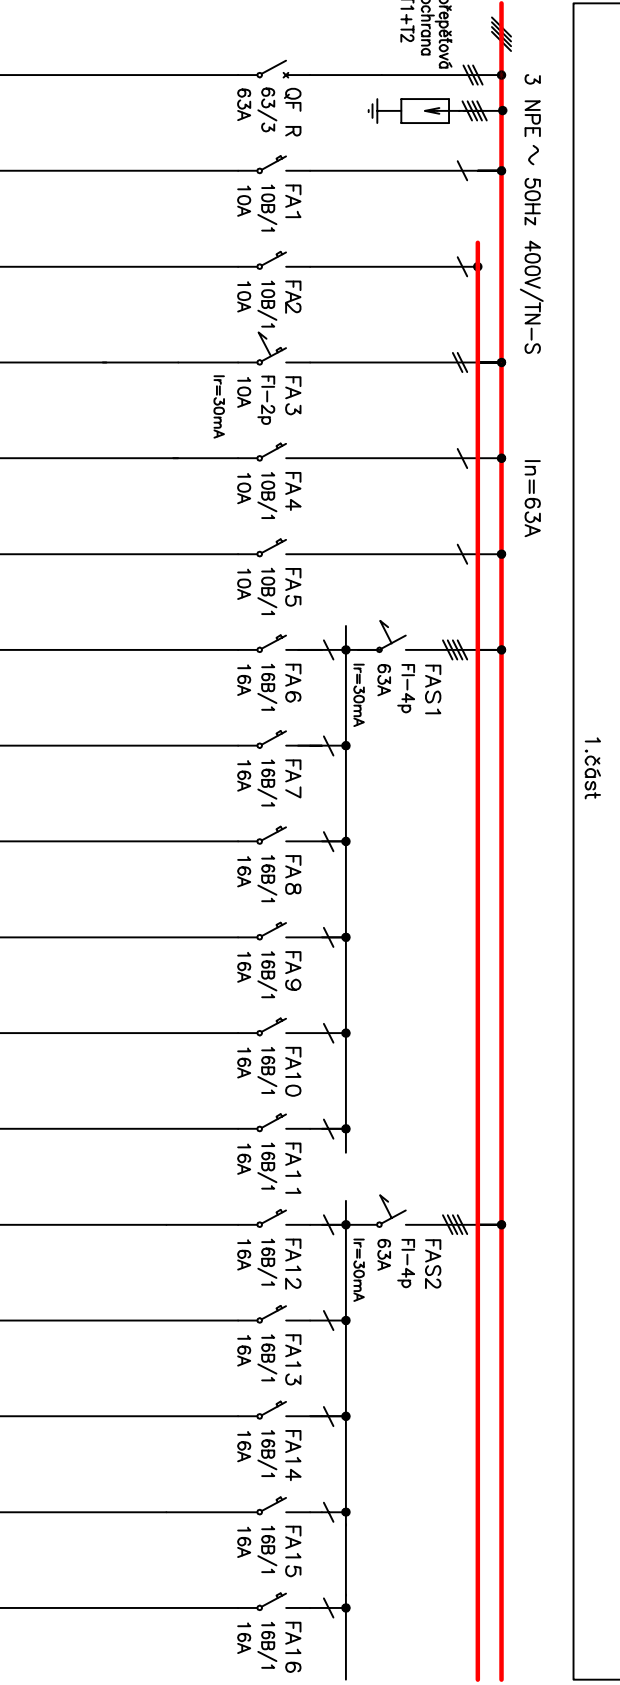 1.část
3 NPE ~ 50Hz 400V/TN-S
In=63A
přepěťová
ochrana
T1+T2
QF R
63/3
63A
FA1
10B/1
10A
FA2
10B/1
10A
FA3
FI-2p
10A
Ir=30mA
FA4
10B/1
10A
FA5
10B/1
10A
FAS1
FI-4p
63A
Ir=30mA
FA6
16B/1
16A
FA7
16B/1
16A
FA8
16B/1
16A
FA9
16B/1
16A
FA10
16B/1
16A
FA11
16B/1
16A
FAS2
FI-4p
63A
Ir=30mA
FA12
16B/1
16A
FA13
16B/1
16A
FA14
16B/1
16A
FA15
16B/1
16A
FA16
16B/1
16A